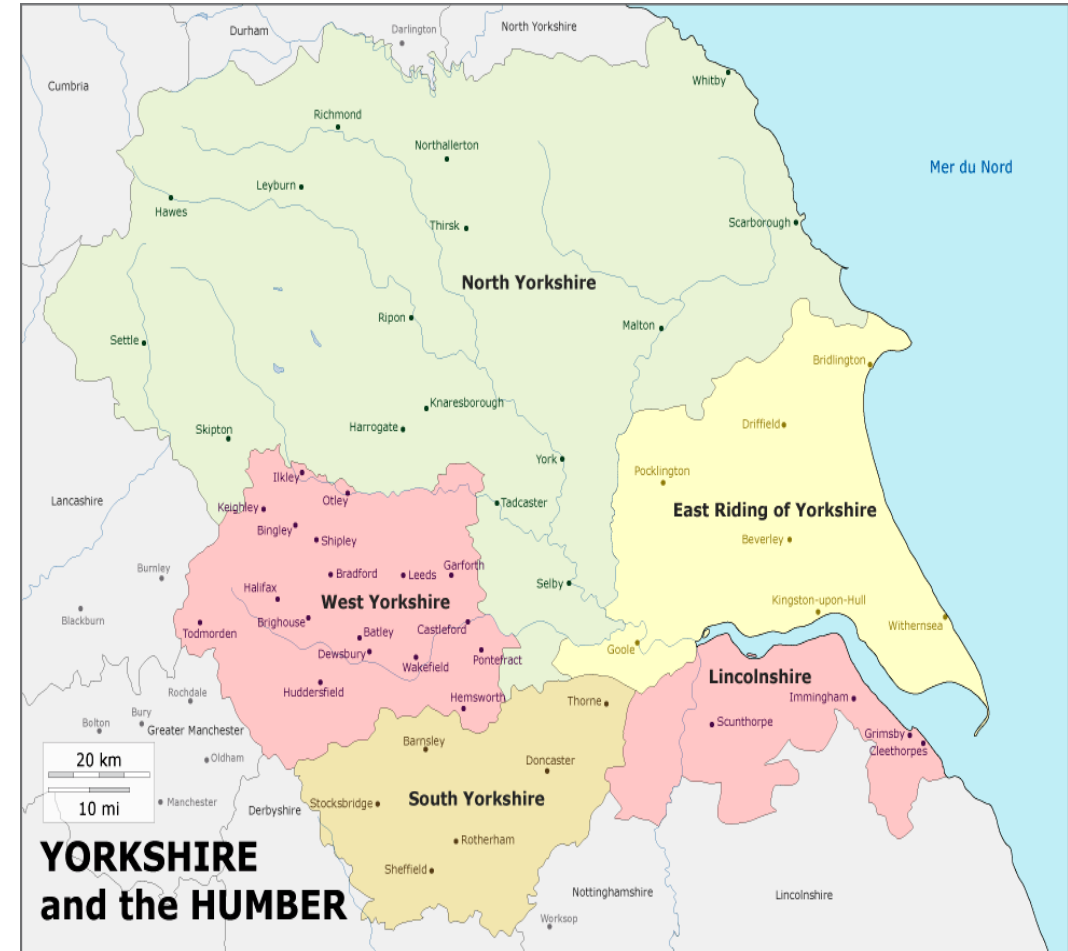 Durham
Darlington
North Yorkshire
Cumbria
Whitby
Richmond
Northallerton
Mer du Nord
Leyburn
Hawes
Thirsk
Scarborough
North Yorkshire
Ripon
Malton
Settle
Bridlington
Knaresborough
Harrogate
Driffield
Skipton
York
Pocklington
Ilkley
Otley
Tadcaster
Lancashire
Keighley
East Riding of Yorkshire
Bingley
Shipley
Beverley
Burnley
Bradford
Leeds
Garforth
Selby
Halifax
West Yorkshire
Kingston-upon-Hull
Blackburn
Brighouse
Castleford
Withernsea
Todmorden
Batley
Goole
Dewsbury
Wakefield
Pontefract
Lincolnshire
Huddersfield
Rochdale
Hemsworth
Thorne
Immingham
Bury
Bolton
Greater Manchester
Scunthorpe
Grimsby
Barnsley
Cleethorpes
Oldham
20 km
Doncaster
Manchester
Stocksbridge
South Yorkshire
10 mi
Derbyshire
Rotherham
YORKSHIRE
and the HUMBER
Sheffield
Nottinghamshire
Lincolnshire
Worksop